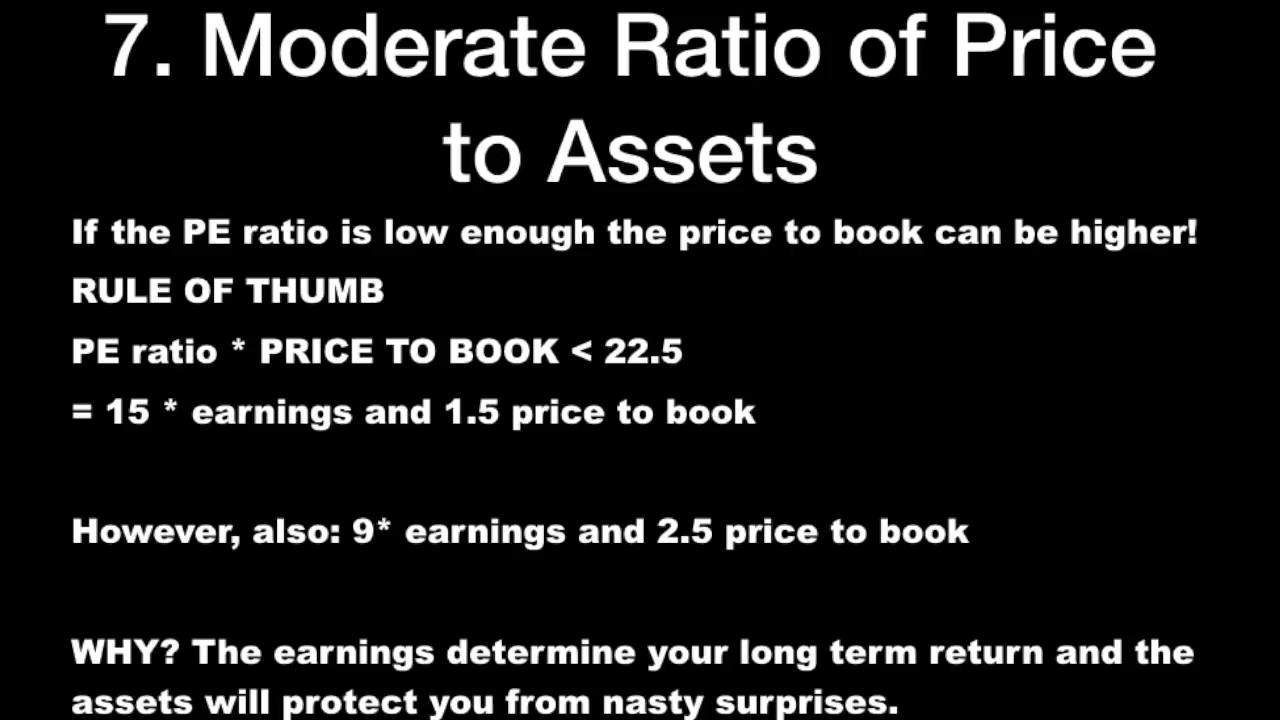 7. Moderate Ratio of Price
to Assets
If the PE ratio is low enough the price to book can be higher!
RULE OF THUMB
PE ratio * PRICE TO BOOK < 22.5
= 15 * earnings and 1.5 price to book
However, also: 9* earnings and 2.5 price to book
WHY? The earnings determine your long term return and the
assets will protect you from nasty surprises.